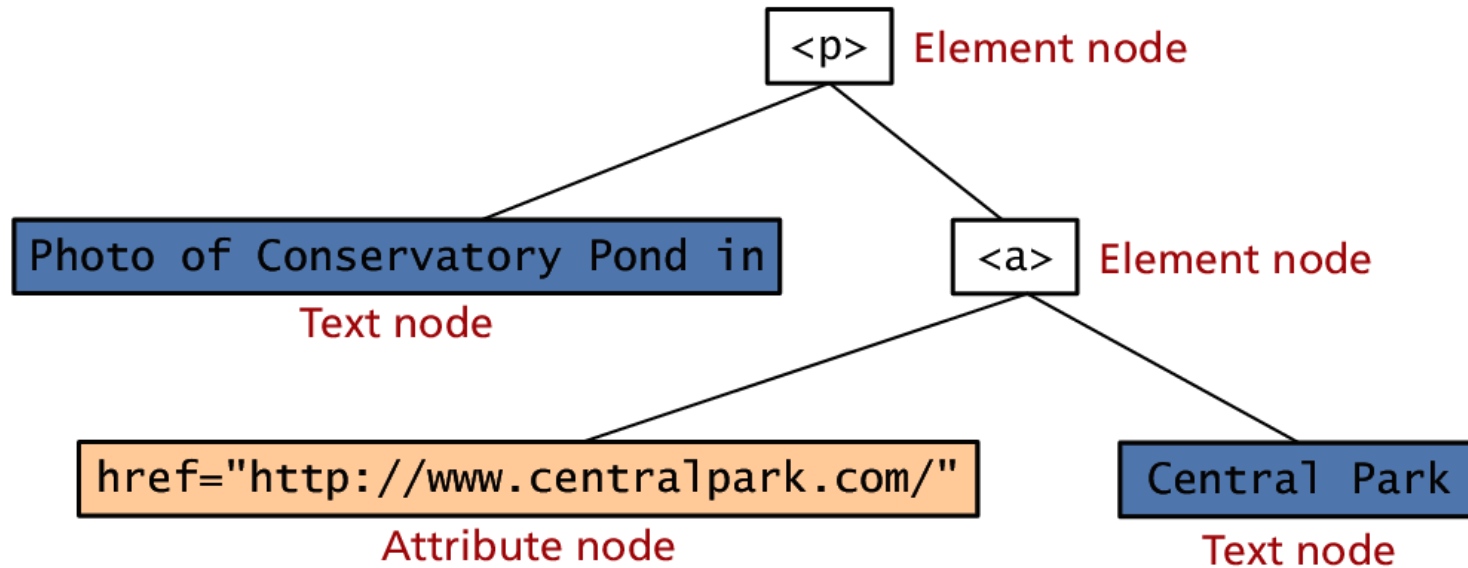 <p> Element node
Photo of Conservatory Pond in
<a> Element node
Text node
href="http://www.centralpark.com/"
Central Park
Attribute node
Text node